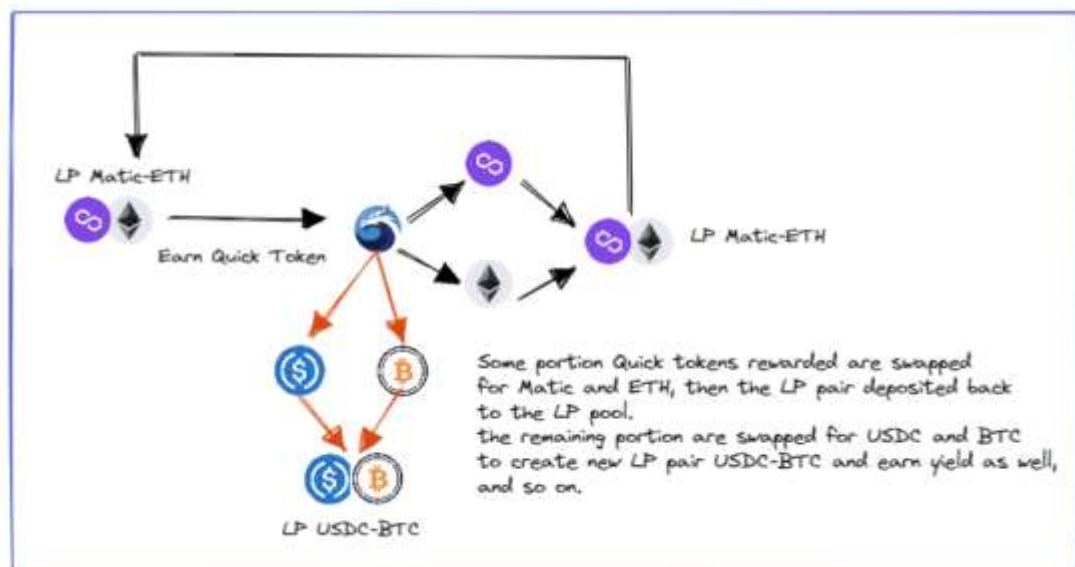 LP Matic-ETH
Earn Quick Token
LP Matic-ETH
Some portion Quick tokens rewarded are swapped
for Matic and ETH, then the LP pair deposited back
to the LP pool.
the remaining portion are swapped for USDC and BTC
to create new LP pair USDC-BTC and earn yield as well,
and so on.
LP USDC-BTC